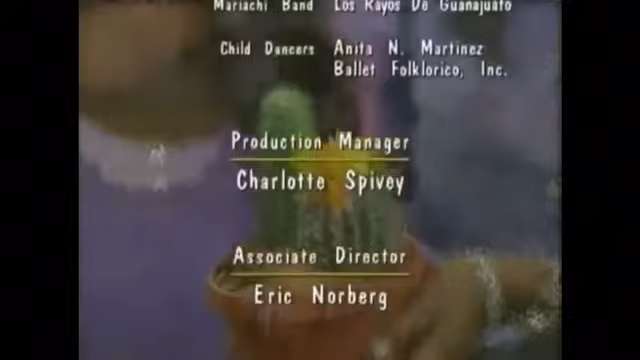 Mariachi Band Los Rayos De Guanajuato
Child Dancers Anita N. Martinez
Ballet Folklorico, Inc.
Production Manager
Charlotte Spivey
Associate Director
Eric Norberg